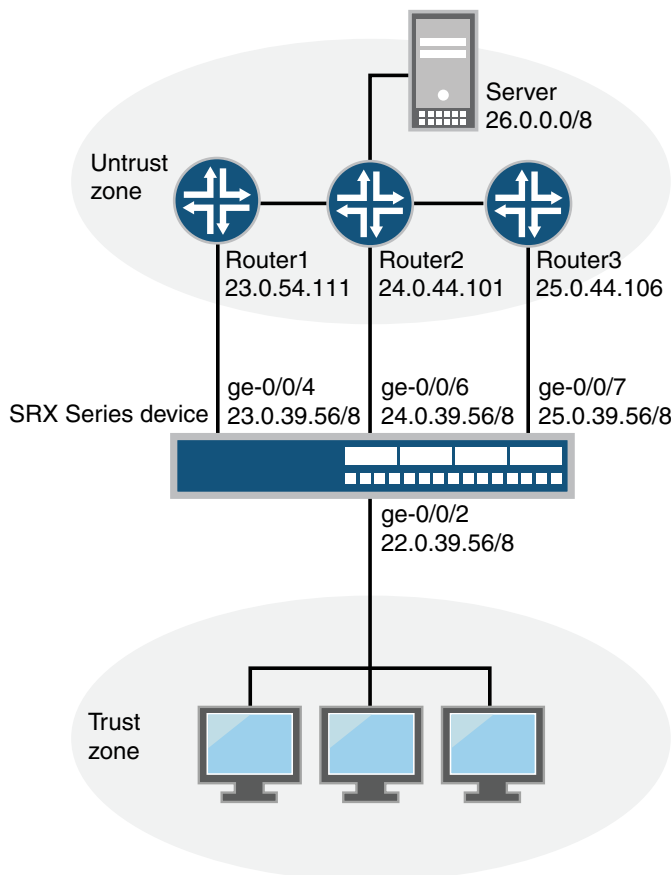 Server
26.0.0.0/8
Untrust
zone
Router1
23.0.54.111
Router2
24.0.44.101
Router3
25.0.44.106
SRX Series device
ge-0/0/4
23.0.39.56/8
ge-0/0/6
24.0.39.56/8
ge-0/0/7
25.0.39.56/8
ge-0/0/2
22.0.39.56/8
Trust
zone